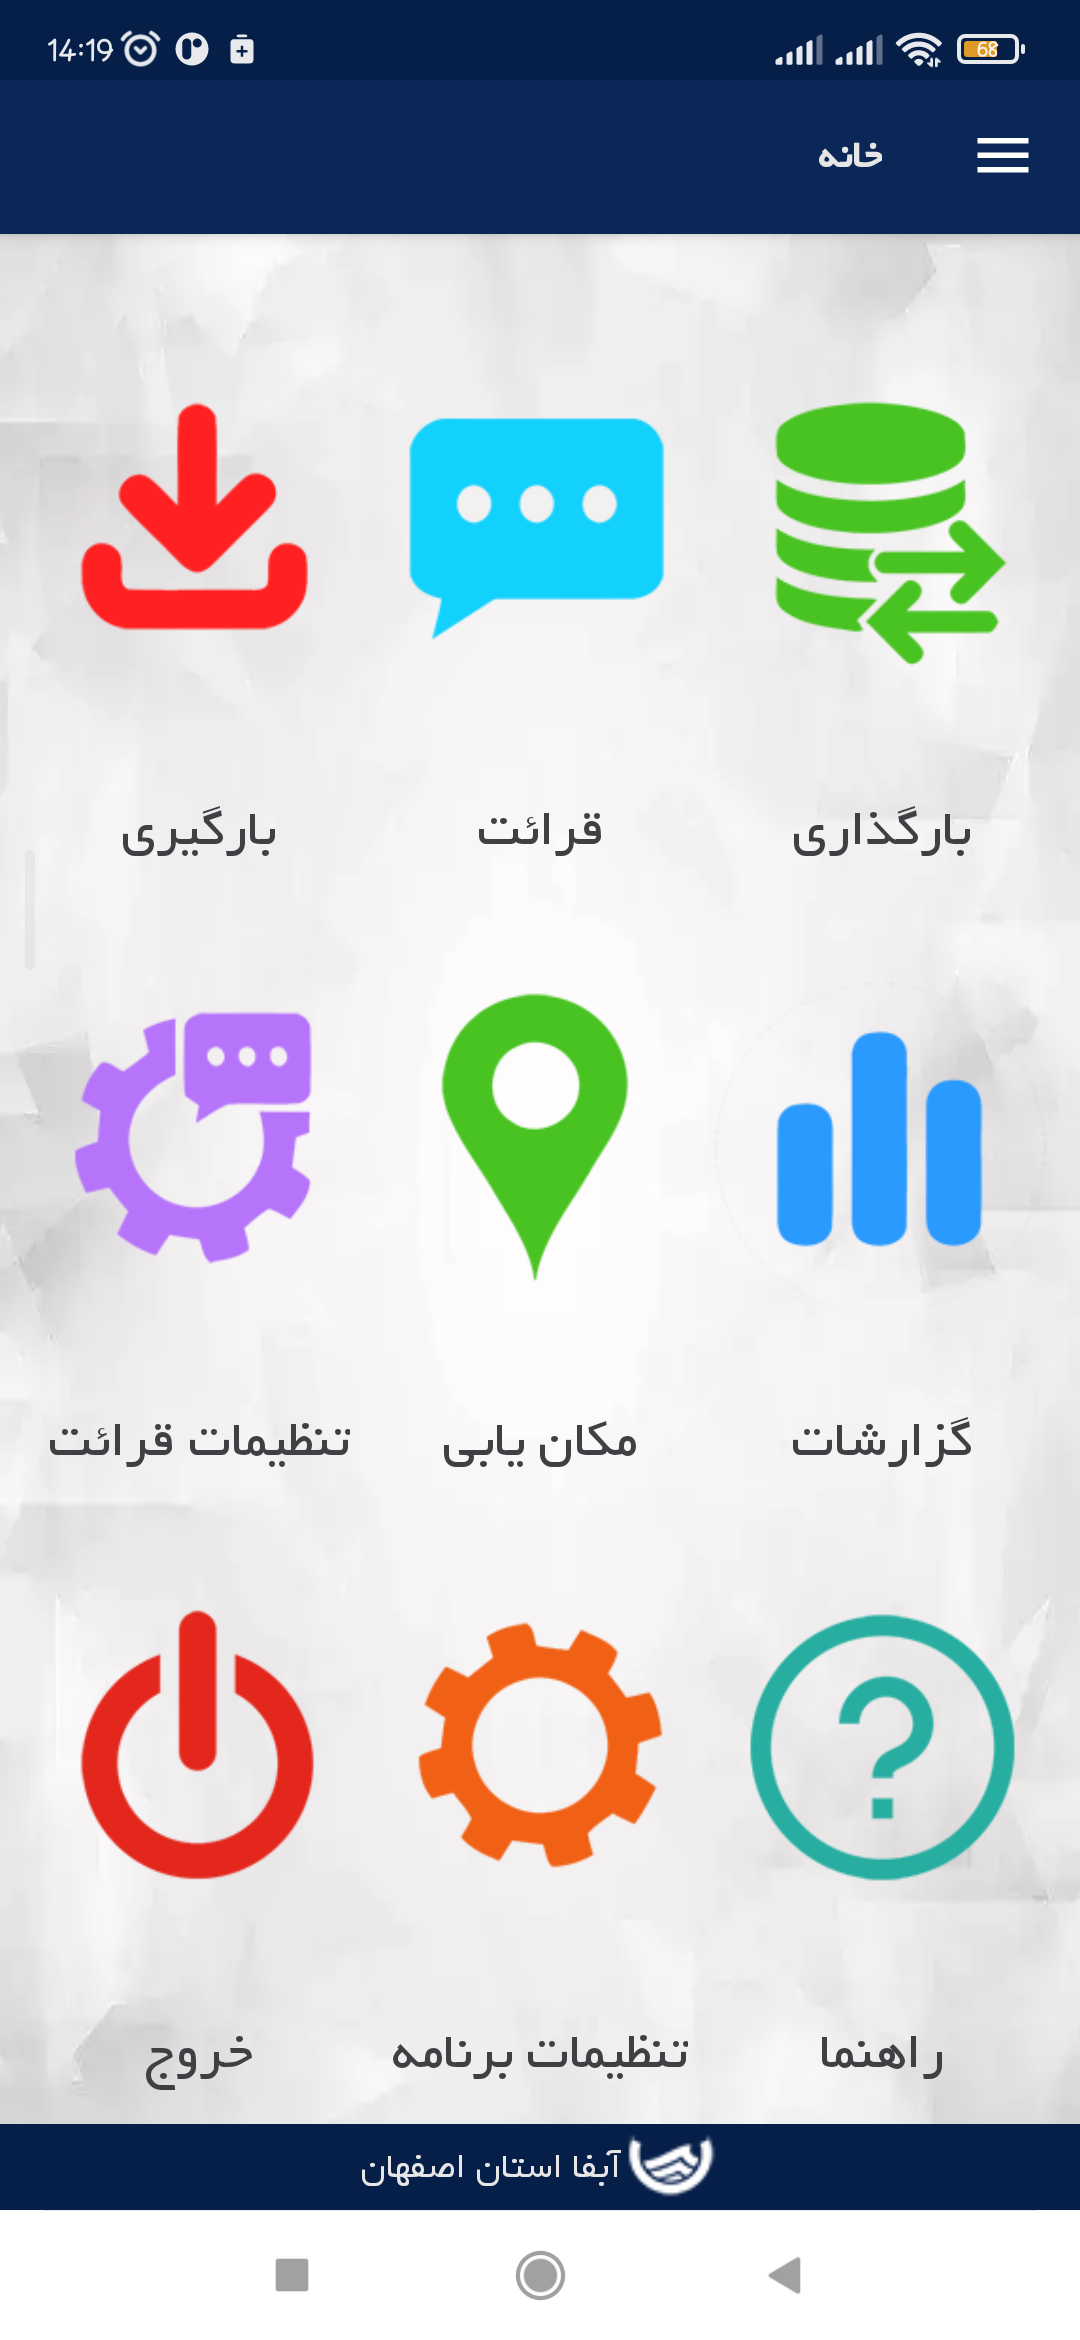 14:19
68
خانه
بارگذاری
قرائت
بارگیری
گزارشات
مکان یابی
تنظیمات قرائت
راهنما
تنظیمات برنامه
خروج
آبفا استان اصفهان